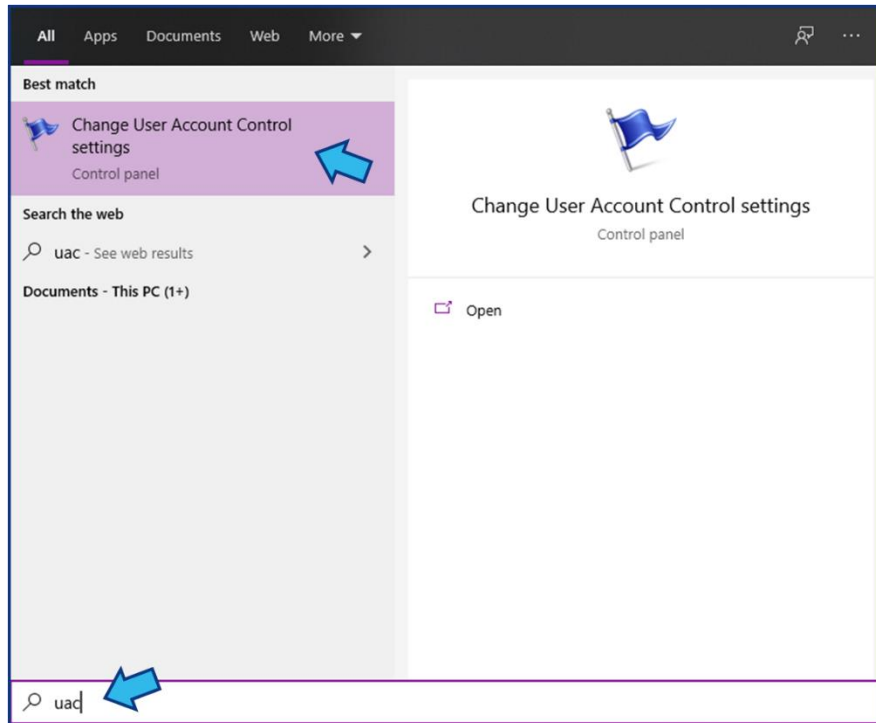 All Apps Documents Web More
Best match
Change User Account Control
settings
Control panel
Search the web
uac - See web results
Documents - This PC (1+)
Change User Account Control settings
Control panel
Open
uac